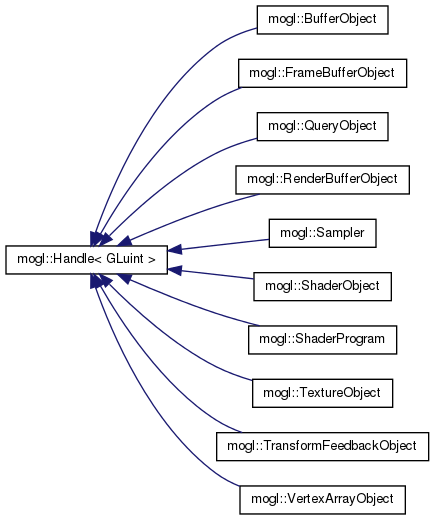 mogl::BufferObject
mogl::FrameBufferObject
mogl::QueryObject
mogl::RenderBufferObject
mogl::Sampler
mogl::Handle< GLuint >
mogl::ShaderObject
mogl::ShaderProgram
mogl::TextureObject
mogl::TransformFeedbackObject
mogl::VertexArrayObject